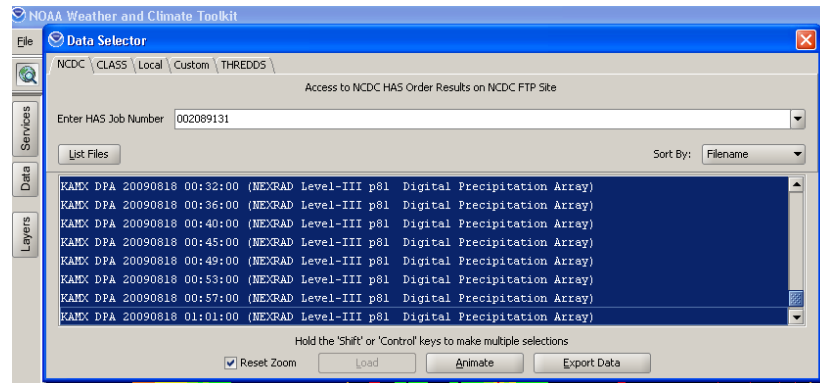 NOAA Weather and Climate Toolkit
File
Data Selector
NCDC CLASS Local Custom THREDDS
Access to NCDC HAS Order Results on NCDC FTP Site
Enter HAS Job Number 002089131
List Files Sort By: Filename
Services
Data
Layers
KAMX DPA 20090818 00:32:00 (NEXRAD Level-III p81 Digital Precipitation Array)
KAMX DPA 20090818 00:36:00 (NEXRAD Level-III p81 Digital Precipitation Array)
KAMX DPA 20090818 00:40:00 (NEXRAD Level-III p81 Digital Precipitation Array)
KAMX DPA 20090818 00:45:00 (NEXRAD Level-III p81 Digital Precipitation Array)
KAMX DPA 20090818 00:49:00 (NEXRAD Level-III p81 Digital Precipitation Array)
KAMX DPA 20090818 00:53:00 (NEXRAD Level-III p81 Digital Precipitation Array)
KAMX DPA 20090818 00:57:00 (NEXRAD Level-III p81 Digital Precipitation Array)
KAMX DPA 20090818 01:01:00 (NEXRAD Level-III p81 Digital Precipitation Array)
Hold the 'Shift' or 'Control' keys to make multiple selections
Reset Zoom Load Animate Export Data